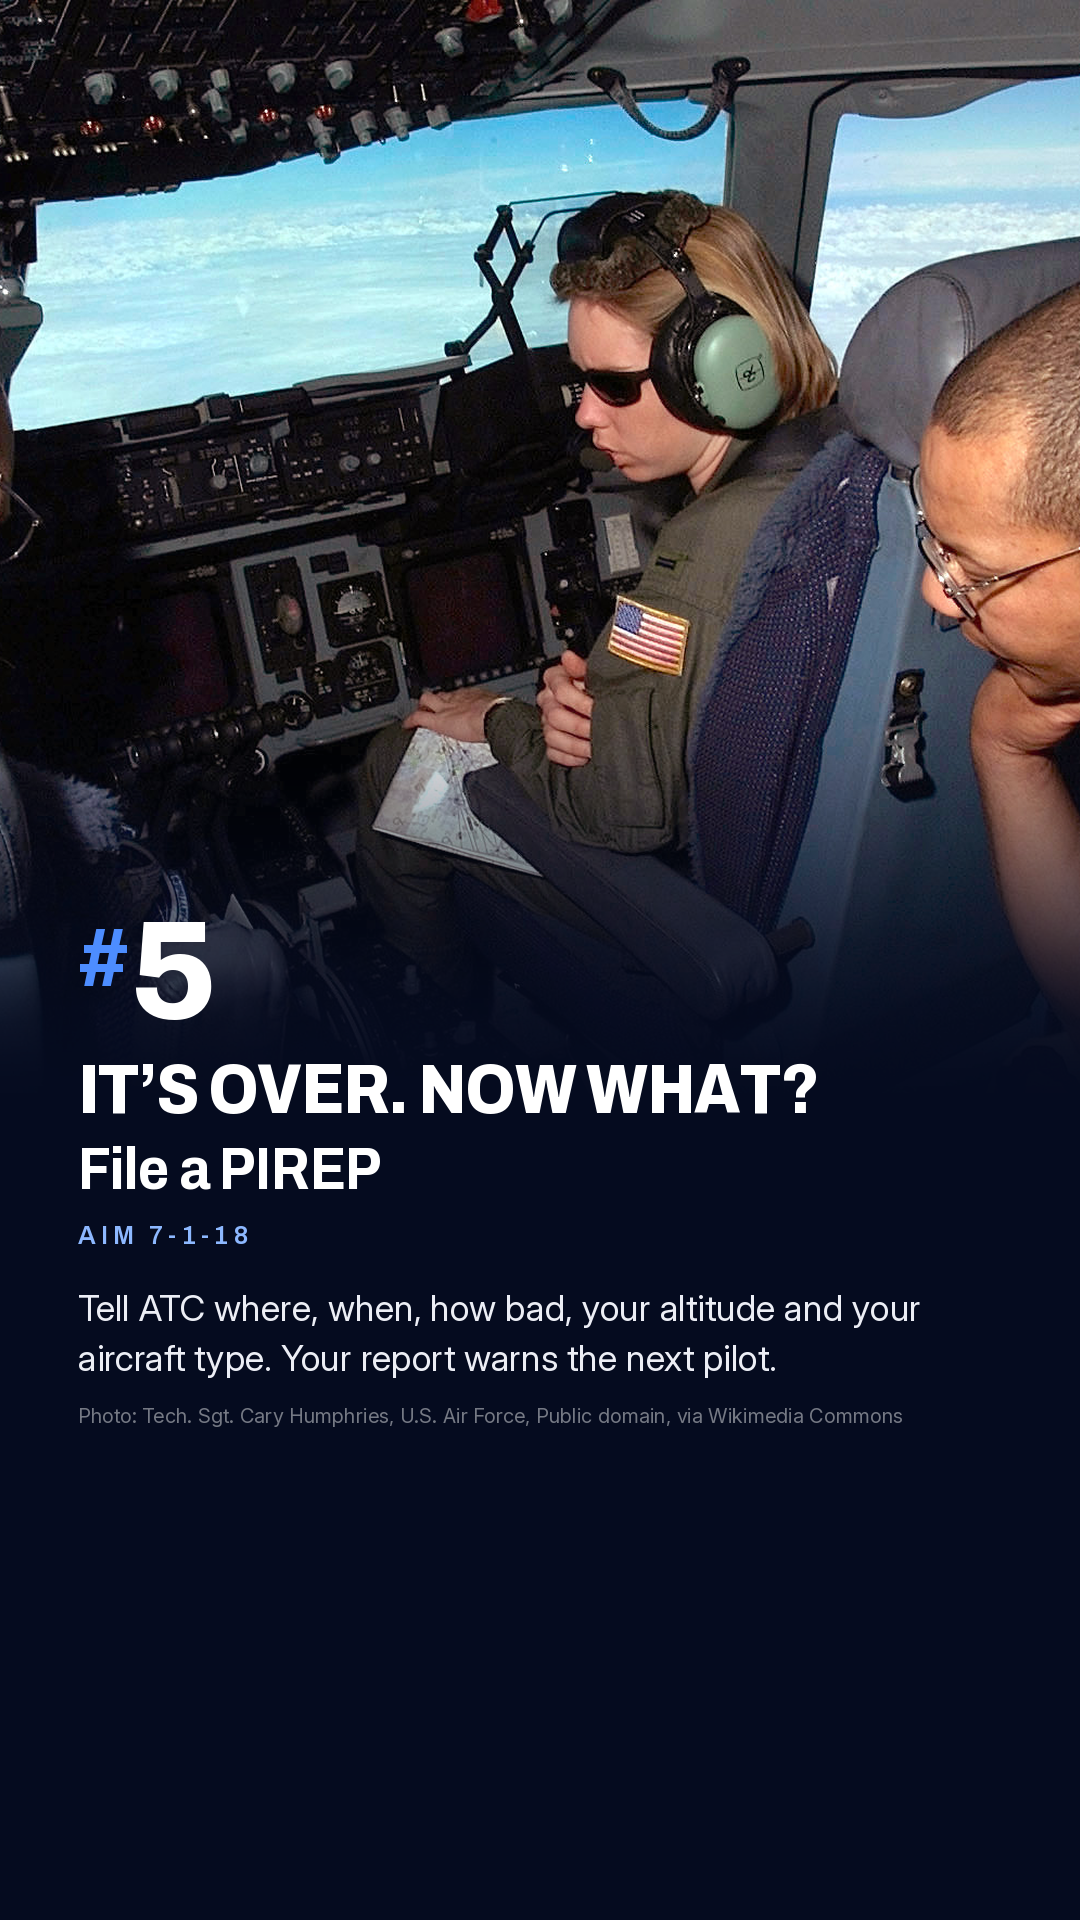 #5
IT’S OVER. NOW WHAT?
File a PIREP
AIM 7-1-18
Tell ATC where, when, how bad, your altitude and your
aircraft type. Your report warns the next pilot.
Photo: Tech. Sgt. Cary Humphries, U.S. Air Force, Public domain, via Wikimedia Commons